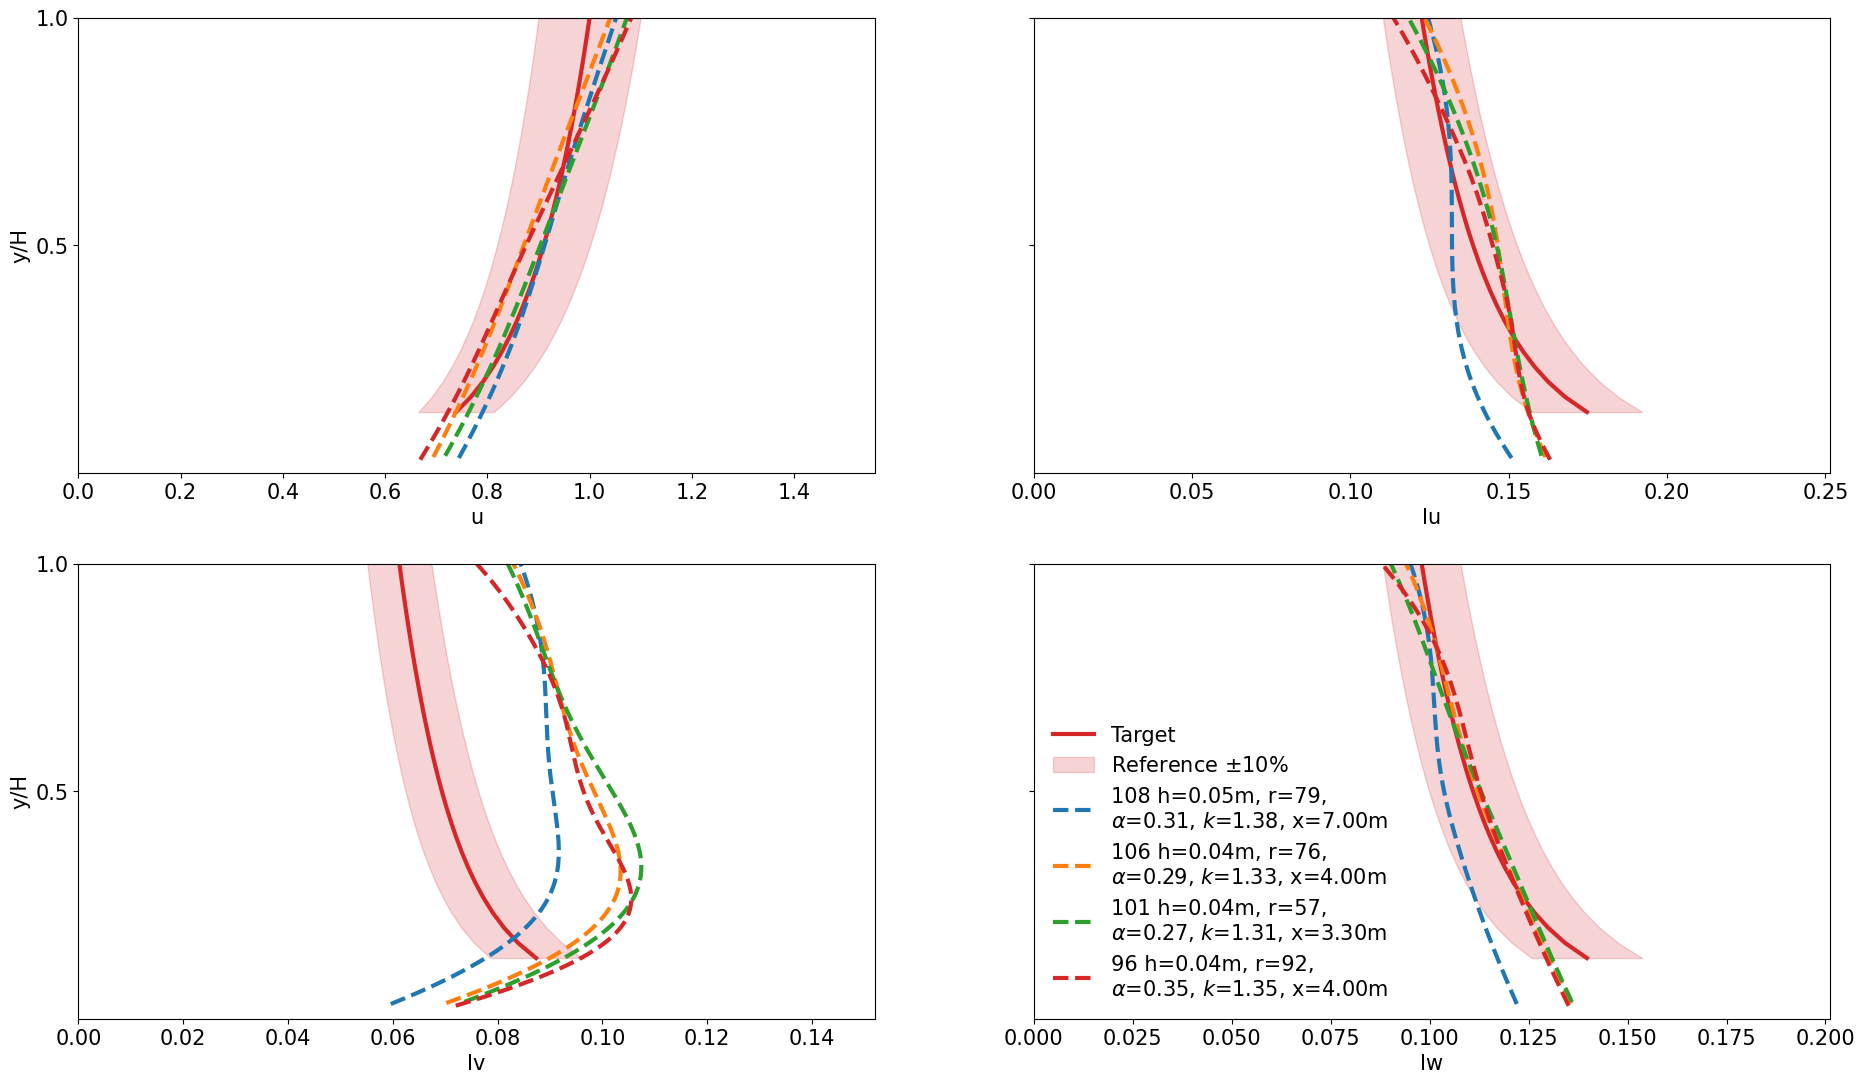 1.0
0.5
y/H
0.0 0.2 0.4 0.6 0.8 1.0 1.2 1.4
u
0.00 0.05 0.10 0.15 0.20 0.25
Iu
1.0
0.5
y/H
0.00 0.02 0.04 0.06 0.08 0.10 0.12 0.14
Iv
Target
Reference ±10%
108 h=0.05m, r=79,
α=0.31, k=1.38, x=7.00m
106 h=0.04m, r=76,
α=0.29, k=1.33, x=4.00m
101 h=0.04m, r=57,
α=0.27, k=1.31, x=3.30m
96 h=0.04m, r=92,
α=0.35, k=1.35, x=4.00m
0.000 0.025 0.050 0.075 0.100 0.125 0.150 0.175 0.200
Iw